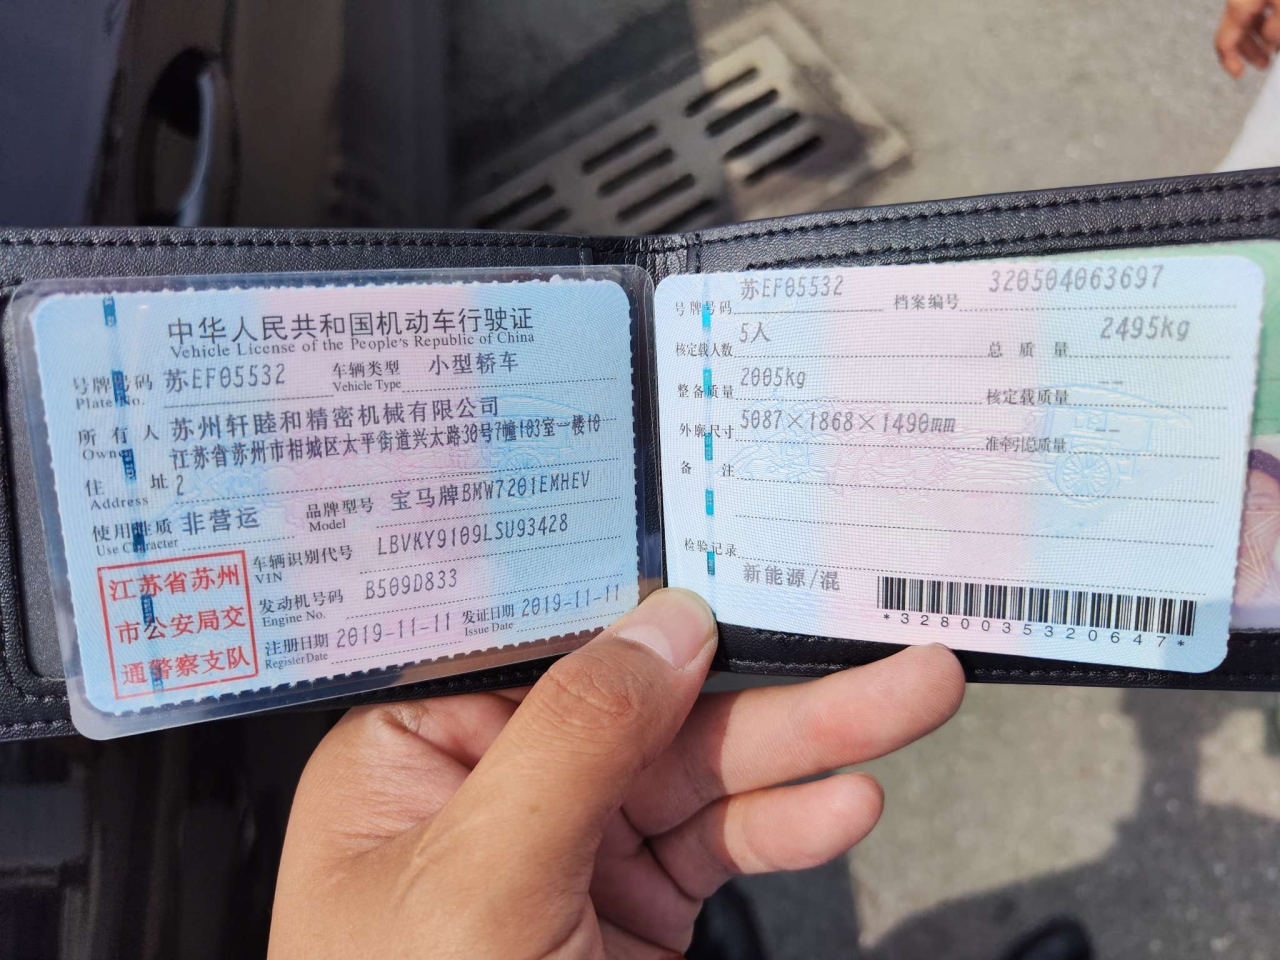 中华人民共和国机动车行驶证
Vehicle License of the People's Republic of China
号牌号码 苏EF05532 车辆类型 小型轿车
Plate No. Vehicle Type
所有人 苏州轩睦和精密机械有限公司
Owner
江苏省苏州市相城区太平街道兴太路30号7幢103室一楼10
住址 2
Address
使用性质 非营运 品牌型号 宝马牌BMW7201EMHEV
Use Character Model
车辆识别代号 LBVKY9109LSU93428
VIN
发动机号码 B509D833
Engine No.
注册日期 2019-11-11 发证日期 2019-11-11
Register Date Issue Date
江苏省苏州
市公安局交
通警察支队
号牌号码 苏EF05532 档案编号 320504063697
核定载人数 5人 总质量 2495kg
整备质量 2005kg 核定载质量 --
外廓尺寸 5087×1868×1490mm 准牵引总质量 --
备注
检验记录
新能源/混
*3280035320647*